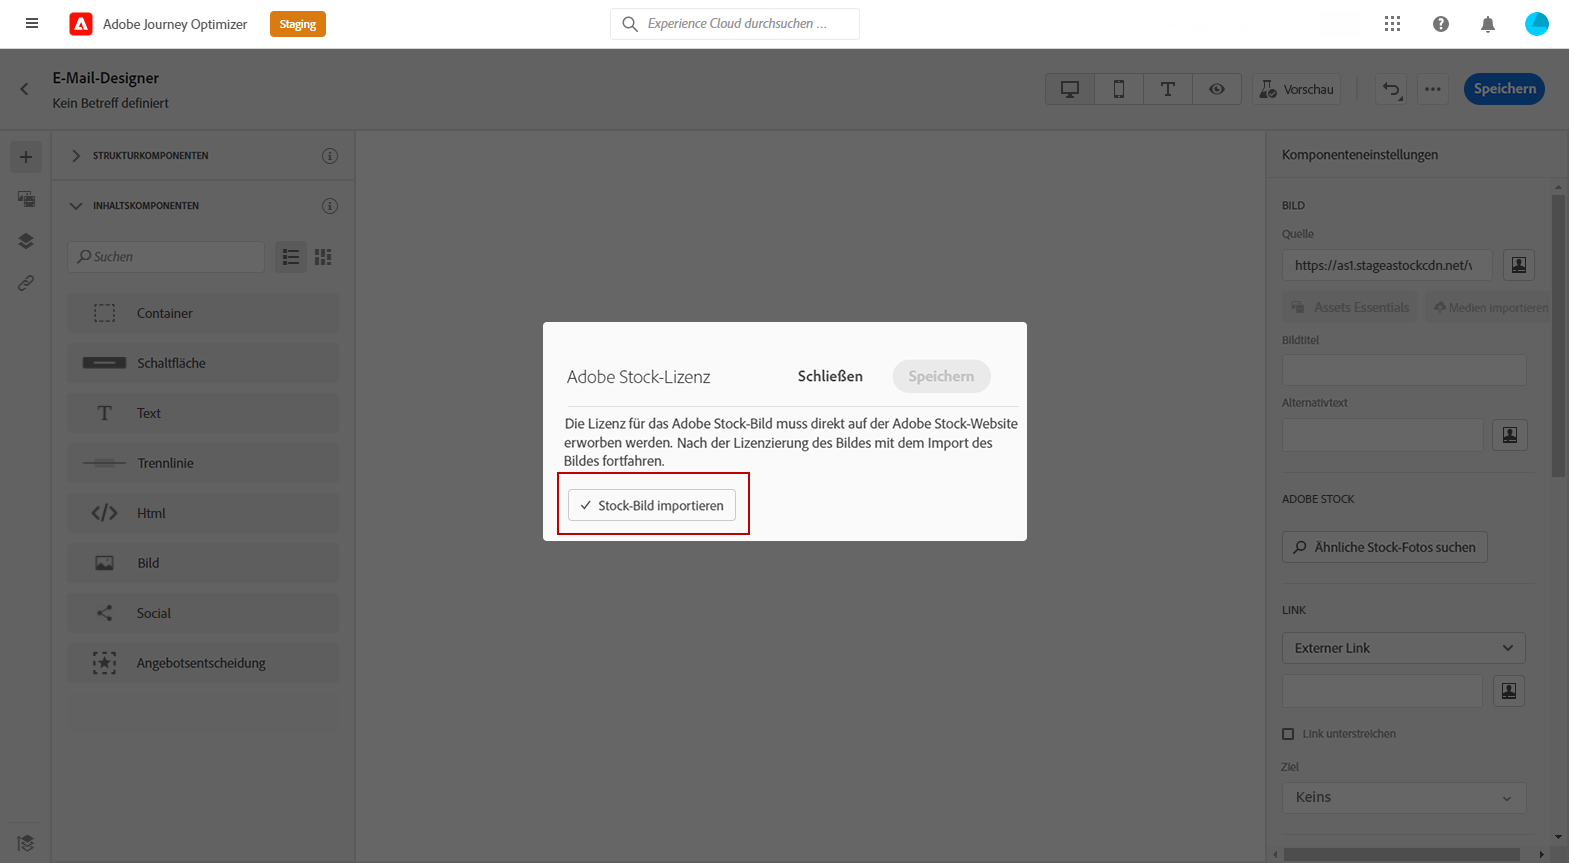 Adobe Journey Optimizer
Staging
Experience Cloud durchsuchen ...
E-Mail-Designer
Kein Betreff definiert
Vorschau
Speichern
STRUKTURKOMPONENTEN
INHALTSKOMPONENTEN
Suchen
Container
Schaltfläche
Text
Trennlinie
Html
Bild
Social
Angebotsentscheidung
Adobe Stock-Lizenz
Schließen
Speichern
Die Lizenz für das Adobe Stock-Bild muss direkt auf der Adobe Stock-Website
erworben werden. Nach der Lizenzierung des Bildes mit dem Import des
Bildes fortfahren.
Stock-Bild importieren
Komponenteneinstellungen
BILD
Quelle
https://as1.stageastockcdn.net/v
Assets Essentials
Medien importieren
Bildtitel
Alternativtext
ADOBE STOCK
Ähnliche Stock-Fotos suchen
LINK
Externer Link
Link unterstreichen
Ziel
Keins